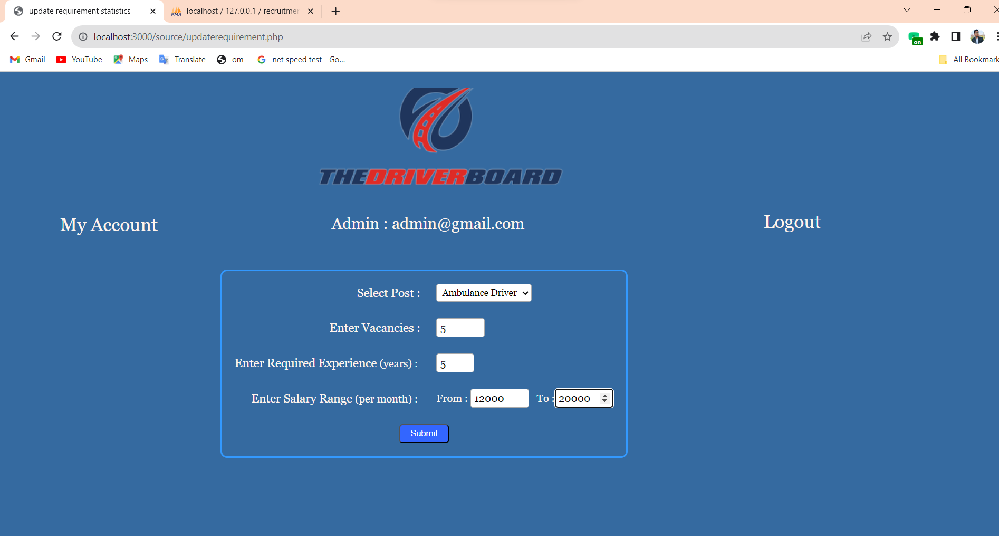 update requirement statistics
localhost / 127.0.0.1 / recruitme
localhost:3000/source/updaterequirement.php
on
Gmail
YouTube
Maps
Translate
om
net speed test - Go...
All Bookmark
THEDRIVERBOARD
My Account
Admin : admin@gmail.com
Logout
Select Post : Ambulance Driver
Enter Vacancies : 5
Enter Required Experience (years) : 5
Enter Salary Range (per month) : From : 12000 To : 20000
Submit